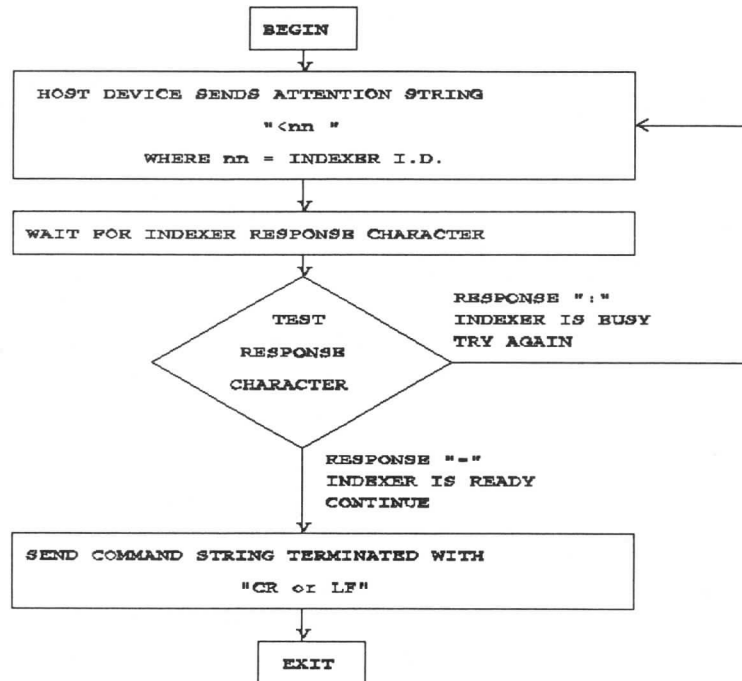 BEGIN
HOST DEVICE SENDS ATTENTION STRING
"<nn "
WHERE nn = INDEXER I.D.
WAIT FOR INDEXER RESPONSE CHARACTER
TEST
RESPONSE
CHARACTER
RESPONSE ":"
INDEXER IS BUSY
TRY AGAIN
RESPONSE "="
INDEXER IS READY
CONTINUE
SEND COMMAND STRING TERMINATED WITH
"CR or LF"
EXIT